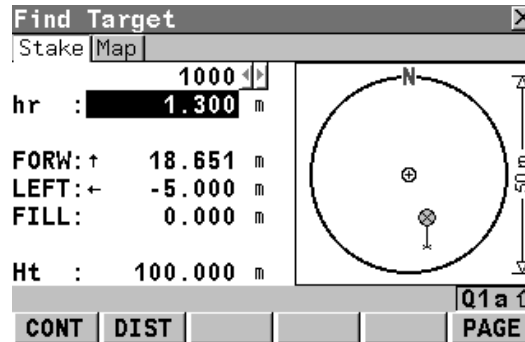 Find Target X
Stake Map
1000
hr : 1.300 m
FORW:↑ 18.651 m
LEFT:← -5.000 m
FILL: 0.000 m
Ht : 100.000 m
N
50 m
Q1a⇧
CONT DIST PAGE